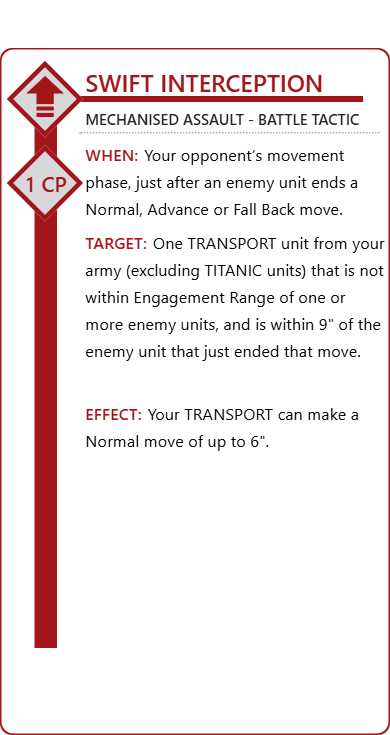 SWIFT INTERCEPTION
MECHANISED ASSAULT - BATTLE TACTIC
1 CP
WHEN: Your opponent's movement
phase, just after an enemy unit ends a
Normal, Advance or Fall Back move.
TARGET: One TRANSPORT unit from your
army (excluding TITANIC units) that is not
within Engagement Range of one or
more enemy units, and is within 9" of the
enemy unit that just ended that move.
EFFECT: Your TRANSPORT can make a
Normal move of up to 6".